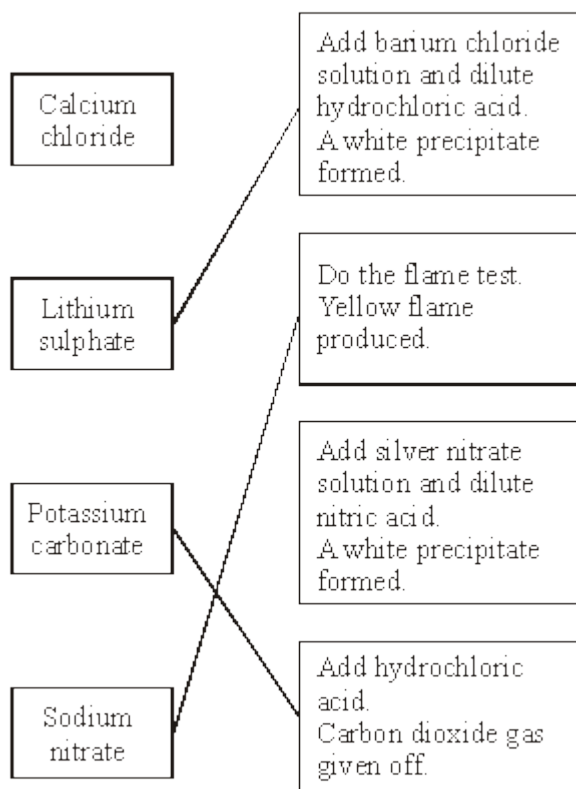 Calcium
chloride
Lithium
sulphate
Potassium
carbonate
Sodium
nitrate
Add barium chloride
solution and dilute
hydrochloric acid.
A white precipitate
formed.
Do the flame test.
Yellow flame
produced.
Add silver nitrate
solution and dilute
nitric acid.
A white precipitate
formed.
Add hydrochloric
acid.
Carbon dioxide gas
given off.